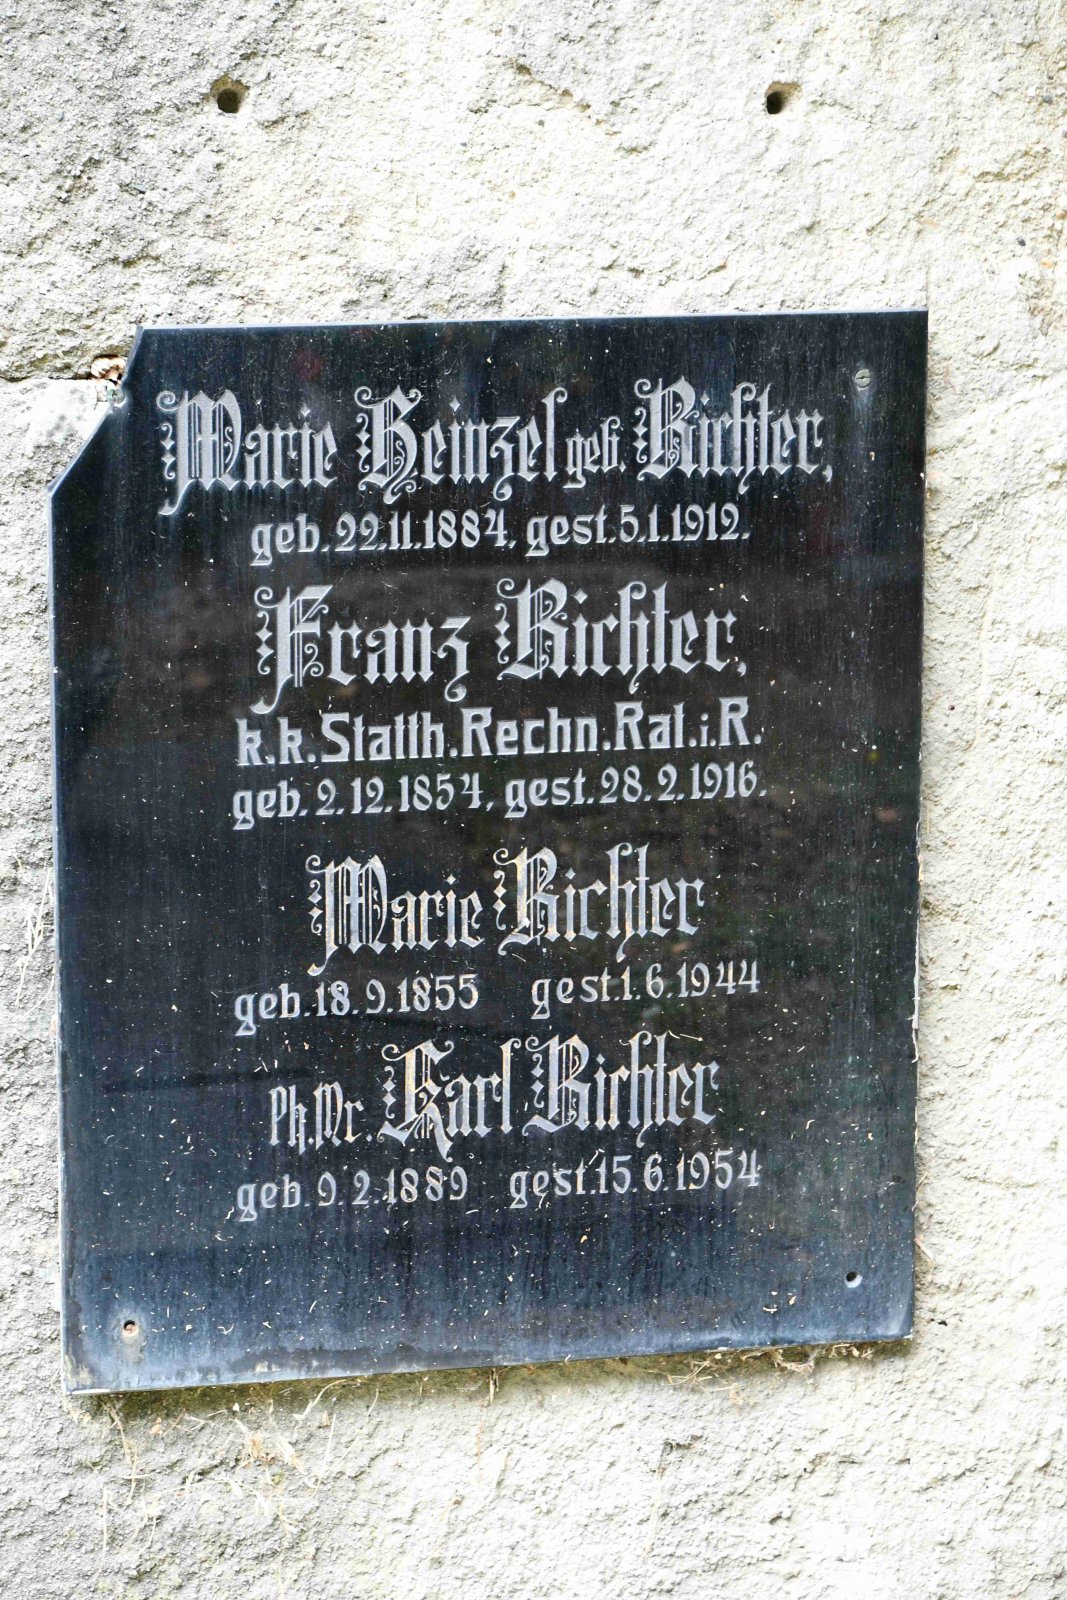 Marie Heinzel geb. Richter,
geb. 22.11.1884, gest. 5.1.1912.
Franz Richter,
k.k. Statth. Rechn. Rat. i. R.
geb. 2.12.1854, gest. 28.2.1916.
Marie Richter
geb. 18.9.1855 gest. 1.6.1944
Ph. Mr. Karl Richter
geb. 9.2.1889 gest. 15.6.1954